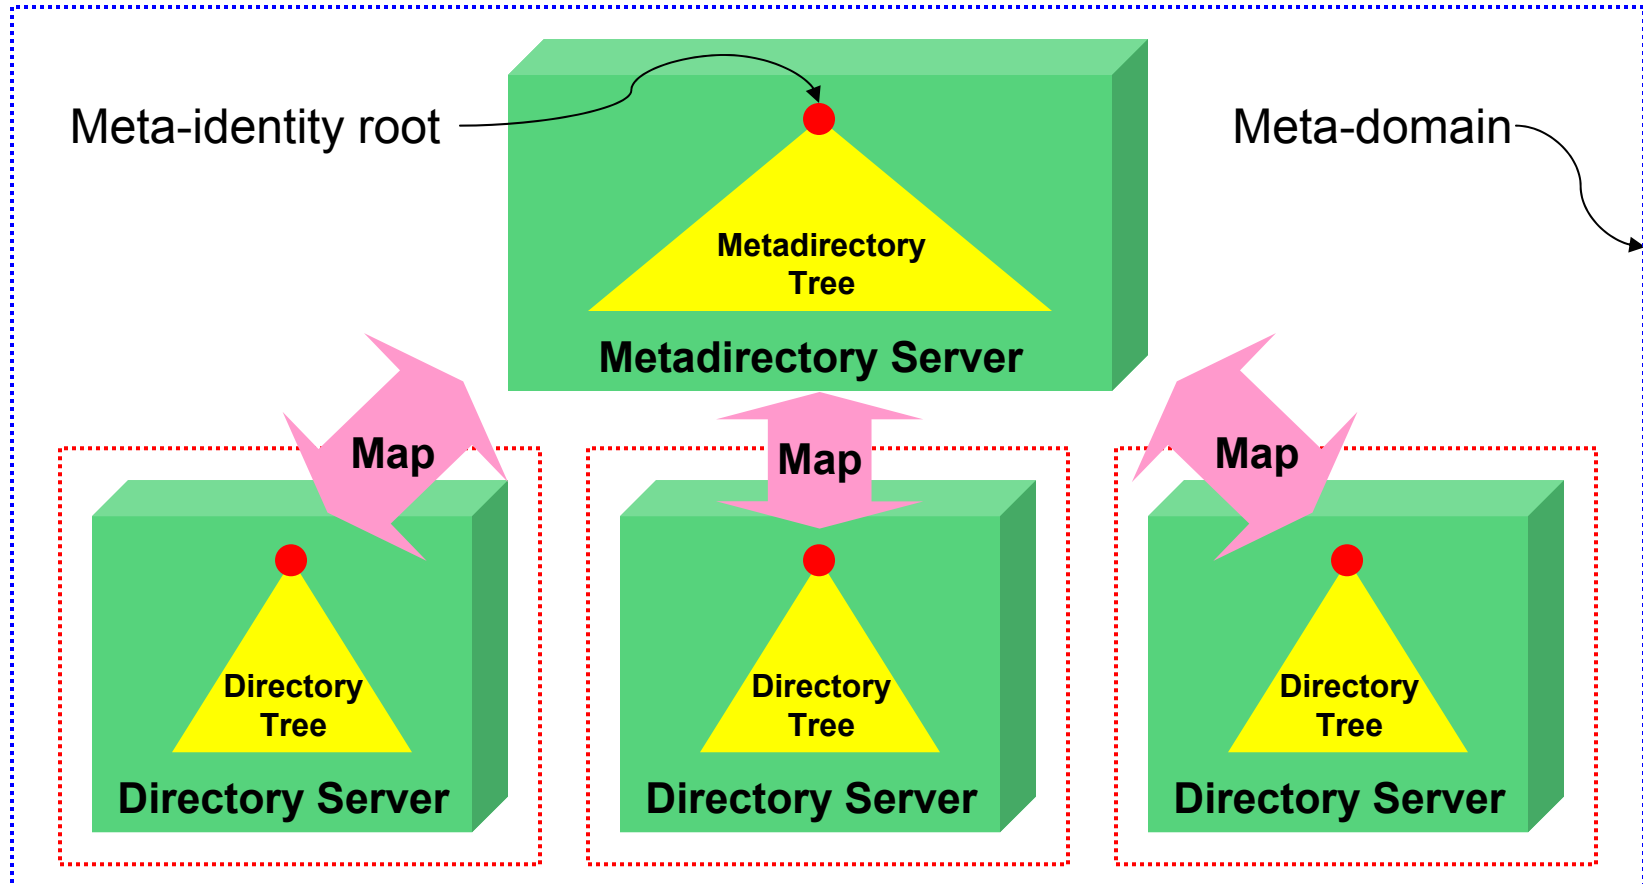 Meta-identity root
Meta-domain
Metadirectory
Tree
Metadirectory Server
Map
Map
Map
Directory
Tree
Directory Server
Directory
Tree
Directory Server
Directory
Tree
Directory Server